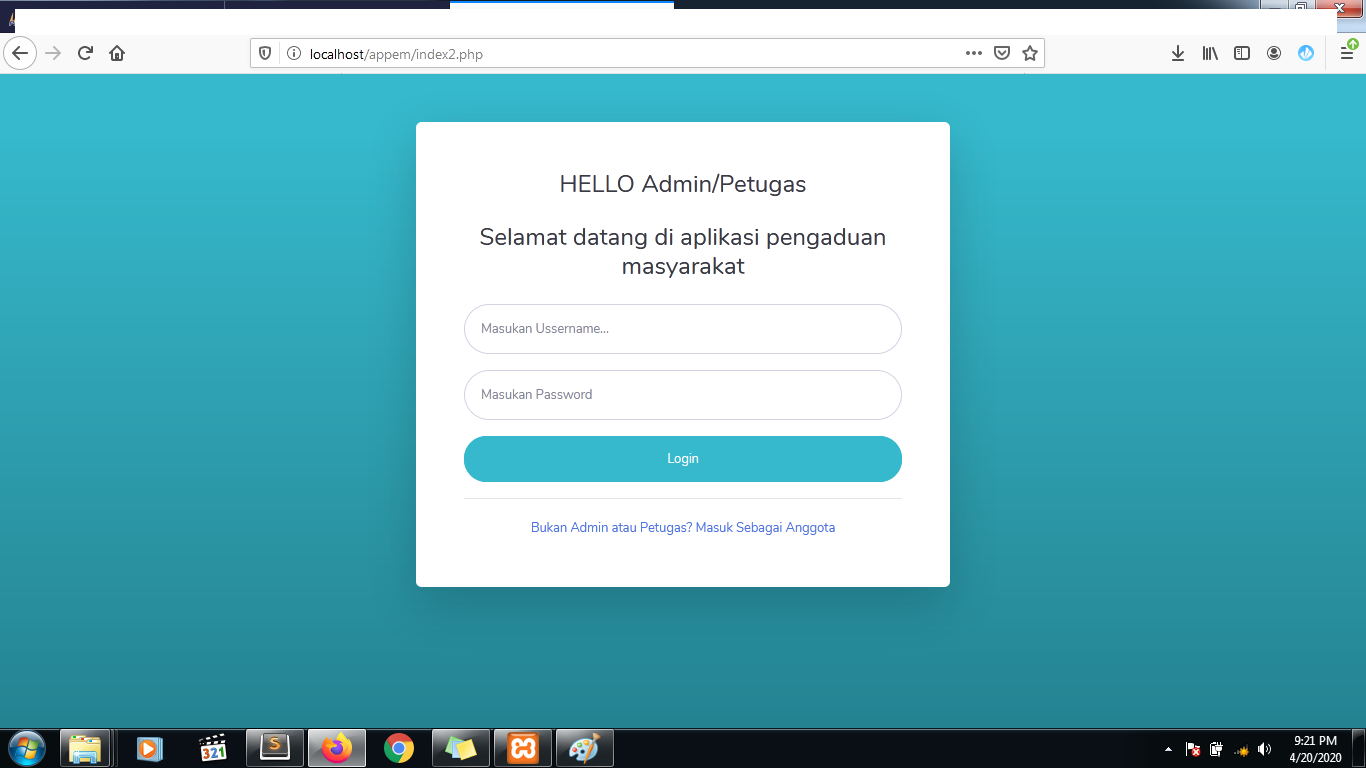 localhost/appem/index2.php
HELLO Admin/Petugas
Selamat datang di aplikasi pengaduan
masyarakat
Masukan Ussername...
Masukan Password
Login
Bukan Admin atau Petugas? Masuk Sebagai Anggota
S
321
9:21 PM
4/20/2020